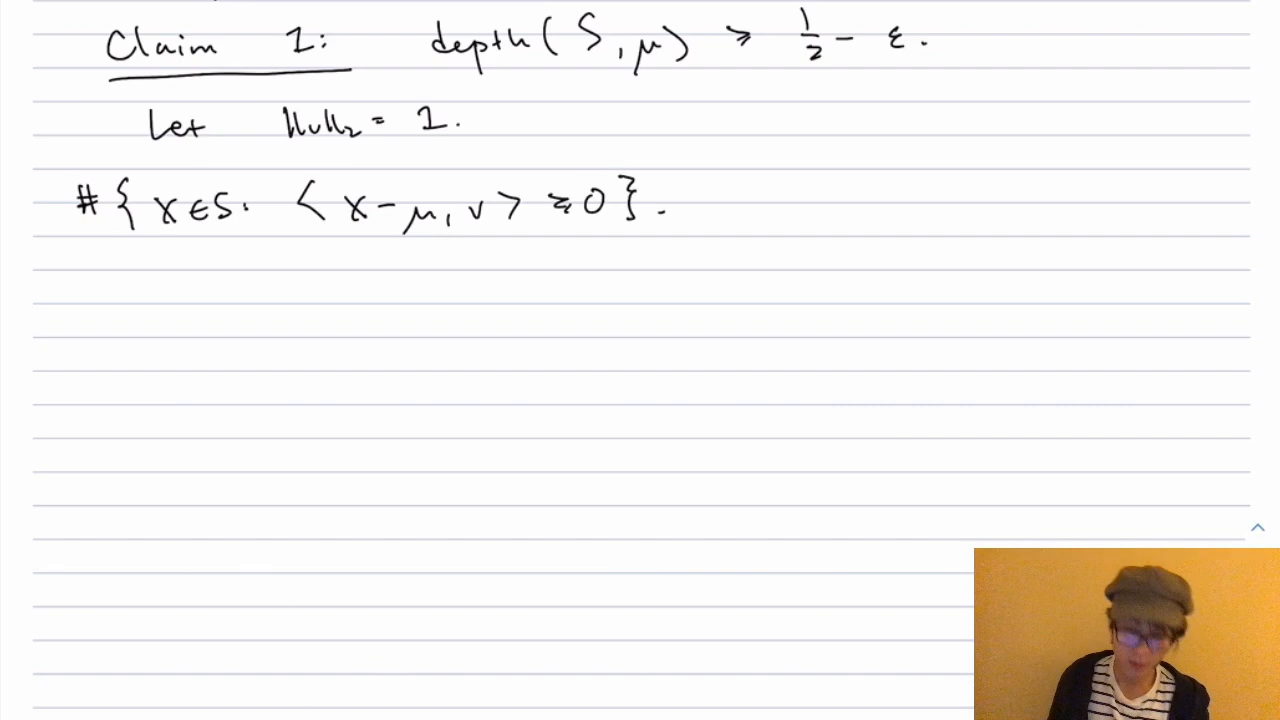 Claim 1: depth(S, μ) ≥ 1/2 - ε.
Let ‖v‖₂ = 1.
#{ x ∈ S: ⟨x - μ, v⟩ ≥ 0 }.